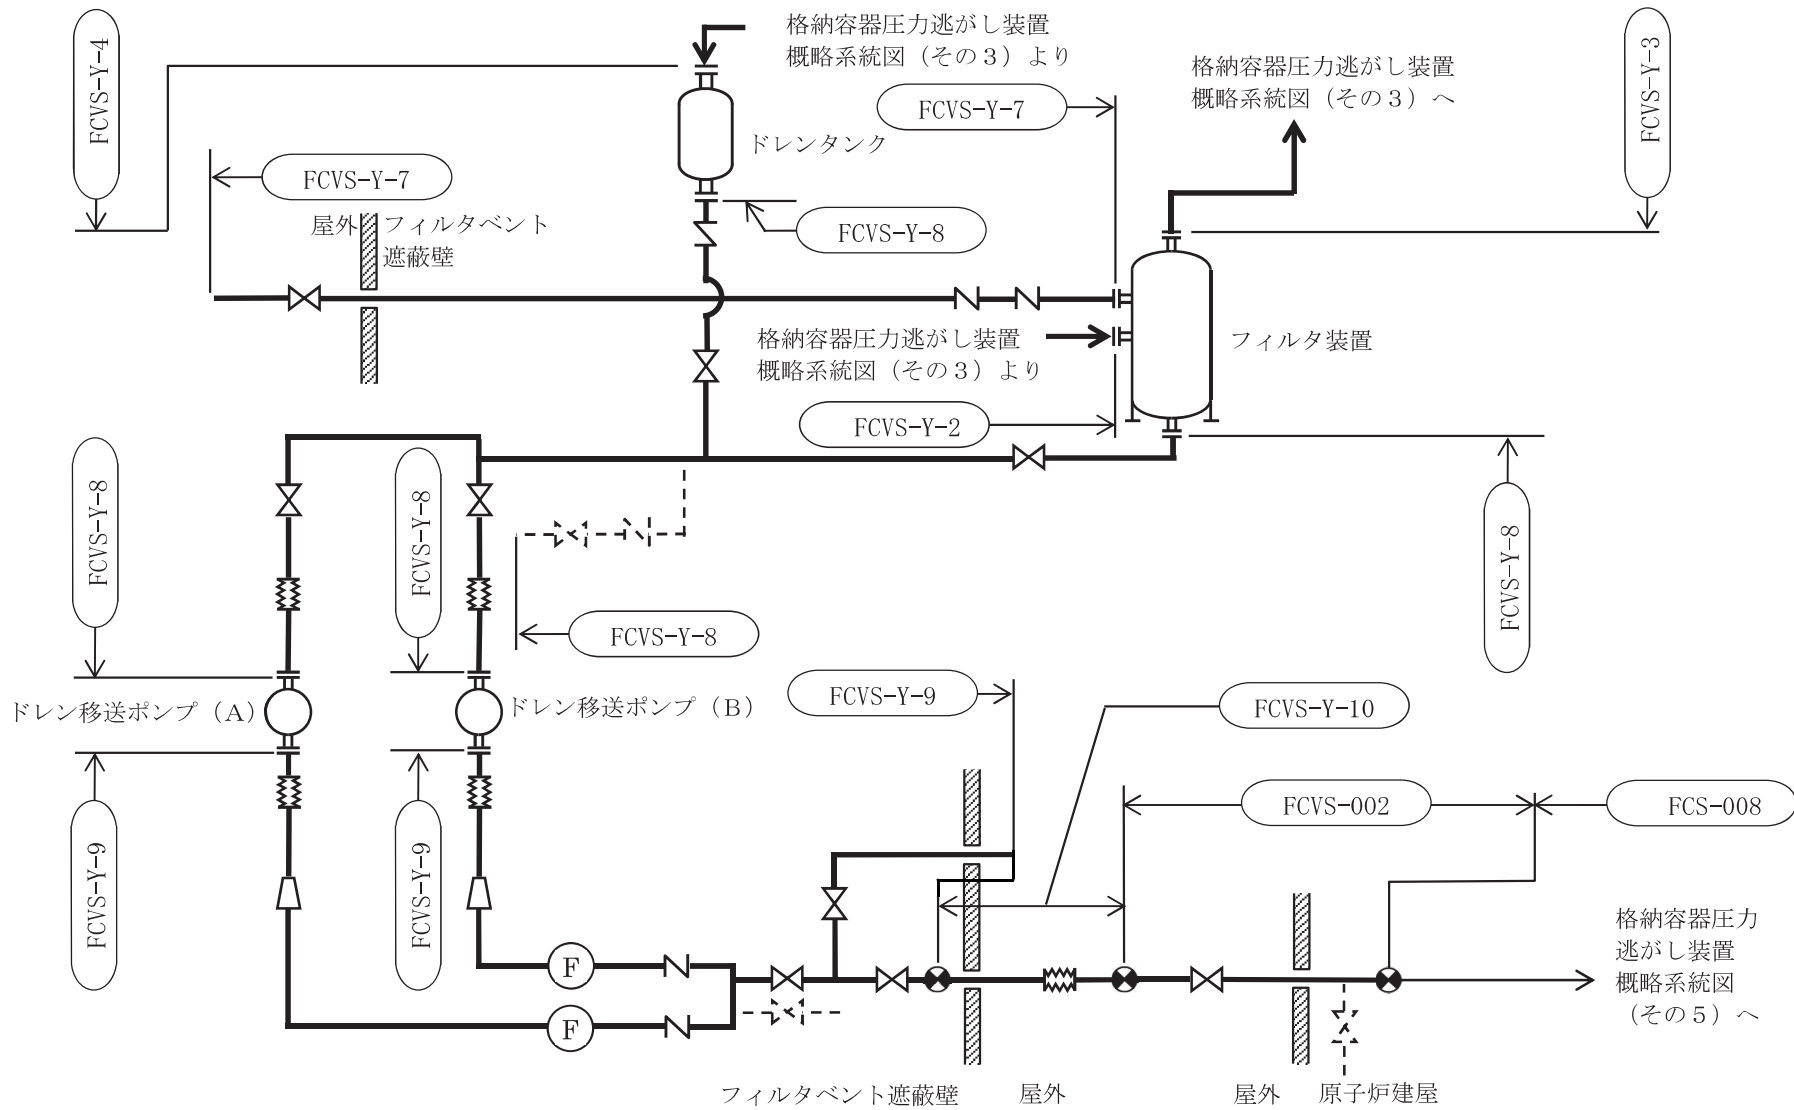 FCVS-Y-4
格納容器圧力逃がし装置
概略系統図（その３）より
FCVS-Y-3
格納容器圧力逃がし装置
概略系統図（その３）へ
FCVS-Y-7
ドレンタンク
FCVS-Y-7
屋外
フィルタベント
遮蔽壁
FCVS-Y-8
格納容器圧力逃がし装置
概略系統図（その３）より
フィルタ装置
FCVS-Y-2
FCVS-Y-8
FCVS-Y-8
FCVS-Y-8
FCVS-Y-8
FCVS-Y-9
FCVS-Y-10
ドレン移送ポンプ（A）
ドレン移送ポンプ（B）
FCVS-002
FCS-008
FCVS-Y-9
FCVS-Y-9
F
F
格納容器圧力
逃がし装置
概略系統図
（その５）へ
フィルタベント遮蔽壁
屋外
屋外
原子炉建屋